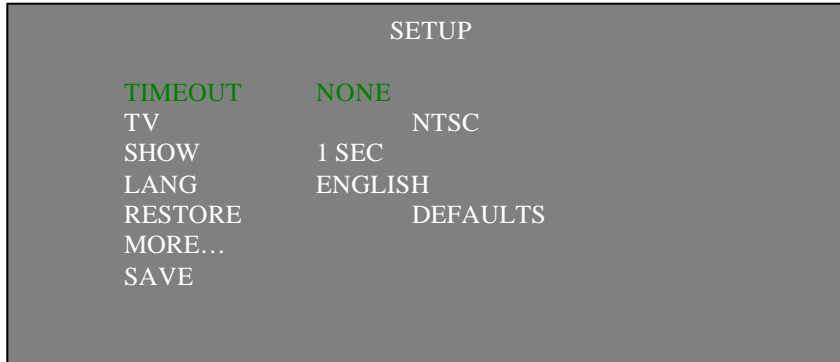 SETUP
TIMEOUT NONE
TV NTSC
SHOW 1 SEC
LANG ENGLISH
RESTORE DEFAULTS
MORE…
SAVE